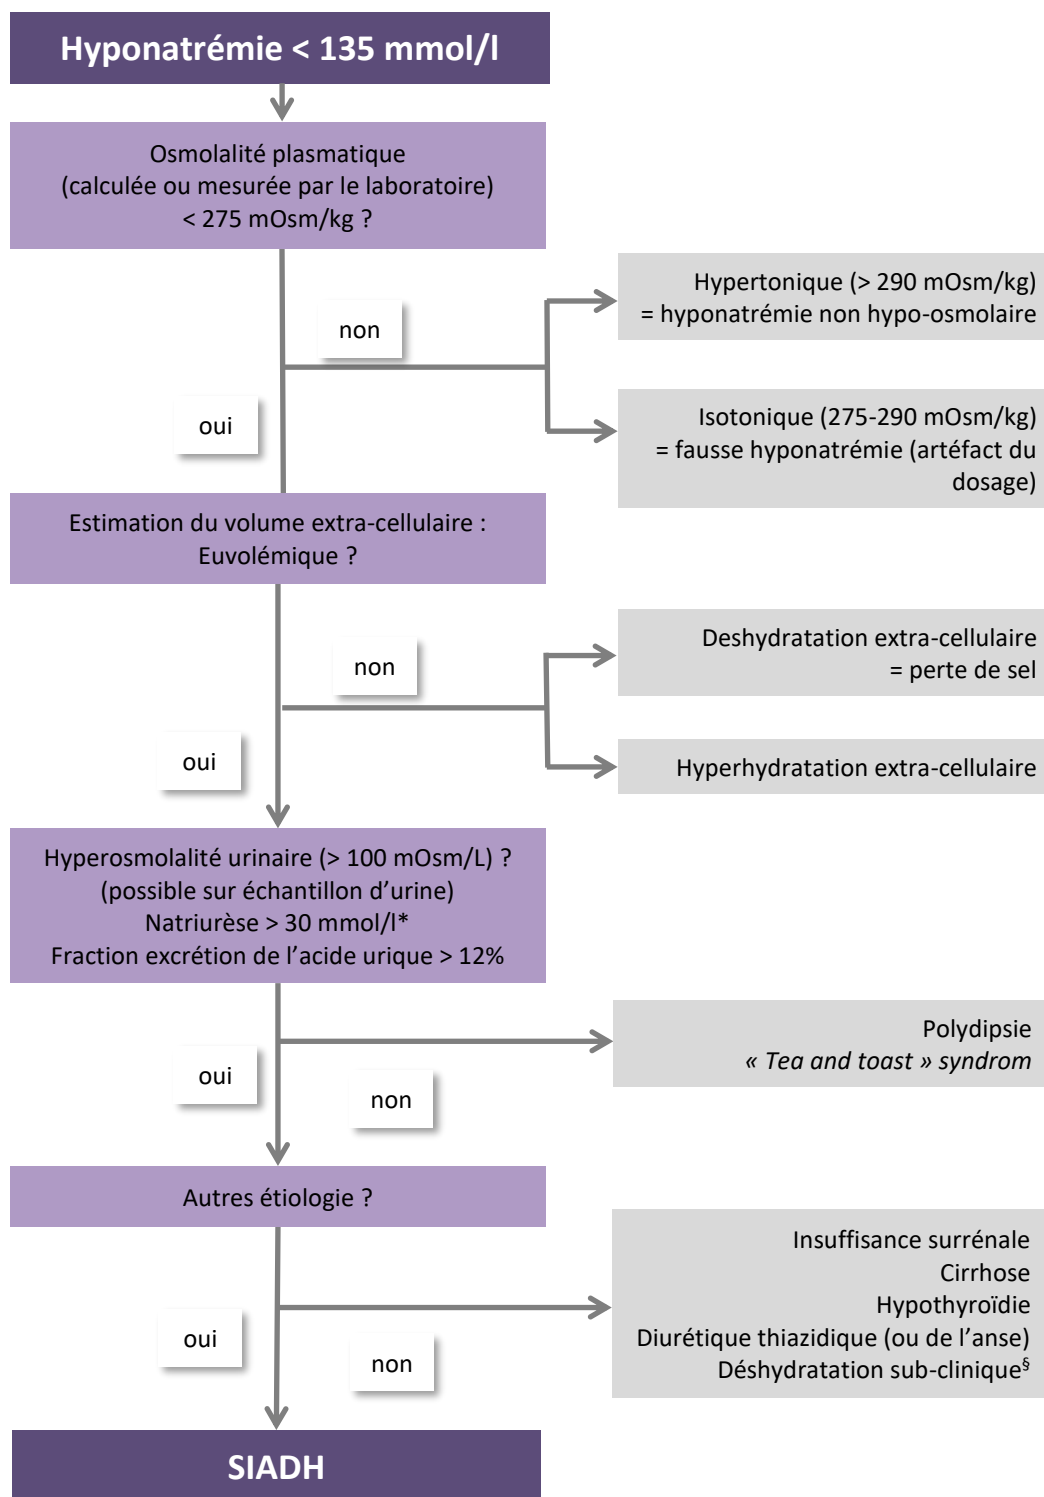 Hyponatrémie < 135 mmol/l
Osmolalité plasmatique
(calculée ou mesurée par le laboratoire)
< 275 mOsm/kg ?
Hypertonique (> 290 mOsm/kg)
= hyponatrémie non hypo-osmolaire
non
Isotonique (275-290 mOsm/kg)
= fausse hyponatrémie (artéfact du
dosage)
oui
Estimation du volume extra-cellulaire :
Euvolémique ?
Deshydratation extra-cellulaire
= perte de sel
non
oui
Hyperhydratation extra-cellulaire
Hyperosmolalité urinaire (> 100 mOsm/L) ?
(possible sur échantillon d’urine)
Natriurèse > 30 mmol/l*
Fraction excrétion de l’acide urique > 12%
Polydipsie
« Tea and toast » syndrom
oui
non
Autres étiologie ?
Insuffisance surrénale
Cirrhose
Hypothyroïdie
Diurétique thiazidique (ou de l’anse)
Déshydratation sub-clinique§
oui
non
SIADH